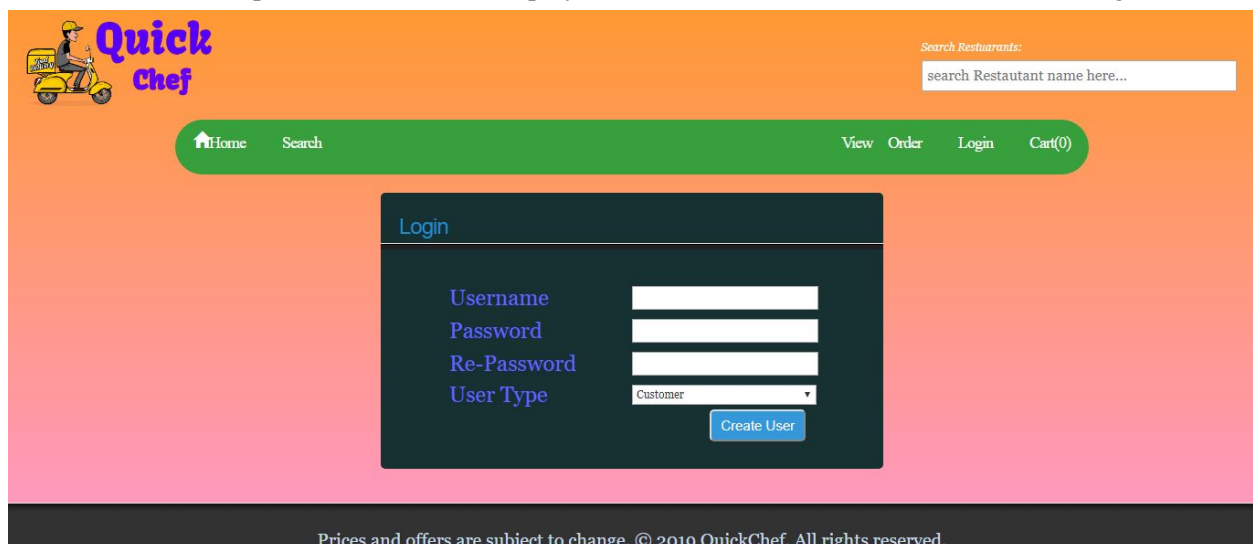 Quick
Chef
Search Restuarants:
search Restautant name here...
Home Search View Order Login Cart(0)
Login
Username
Password
Re-Password
User Type Customer
Create User
Prices and offers are subject to change. © 2019 QuickChef. All rights reserved.